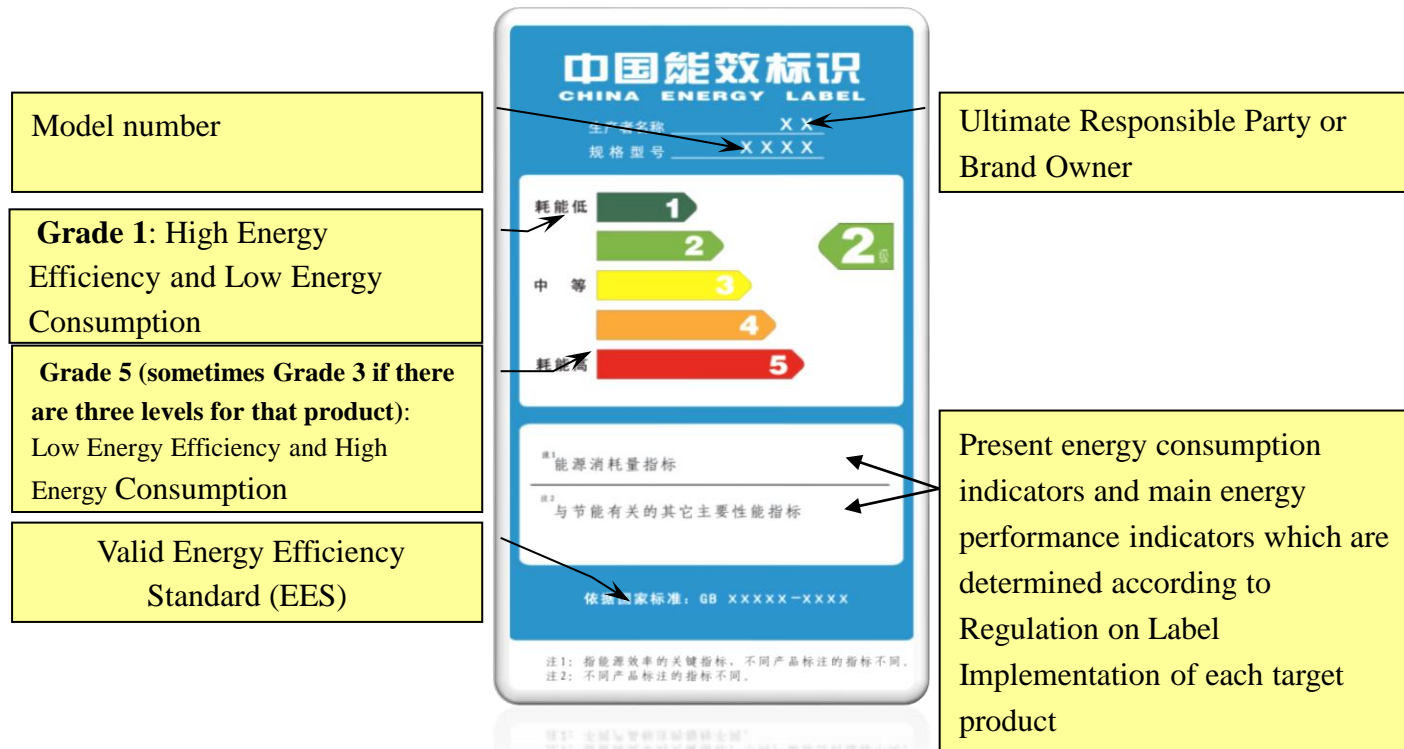 中国能效标识
CHINA ENERGY LABEL
生产者名称 XX
规格型号 XXXX
Model number
Ultimate Responsible Party or
Brand Owner
Grade 1: High Energy
Efficiency and Low Energy
Consumption
Grade 5 (sometimes Grade 3 if there
are three levels for that product):
Low Energy Efficiency and High
Energy Consumption
Valid Energy Efficiency
Standard (EES)
耗能低 1
2
2级
中 等 3
4
耗能高 5
注1能源消耗量指标
注2与节能有关的其它主要性能指标
Present energy consumption
indicators and main energy
performance indicators which are
determined according to
Regulation on Label
Implementation of each target
product
依据国家标准：GB XXXXX-XXXX
注1：指能源效率的关键指标，不同产品标注的指标不同。
注2：不同产品标注的指标不同。